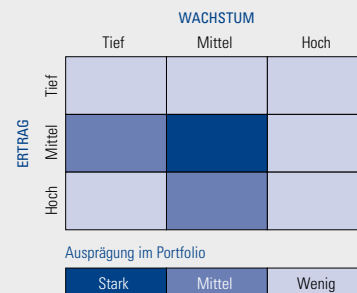 WACHSTUM
Tief Mittel Hoch
ERTRAG
Tief
Mittel
Hoch
Ausprägung im Portfolio
Stark Mittel Wenig